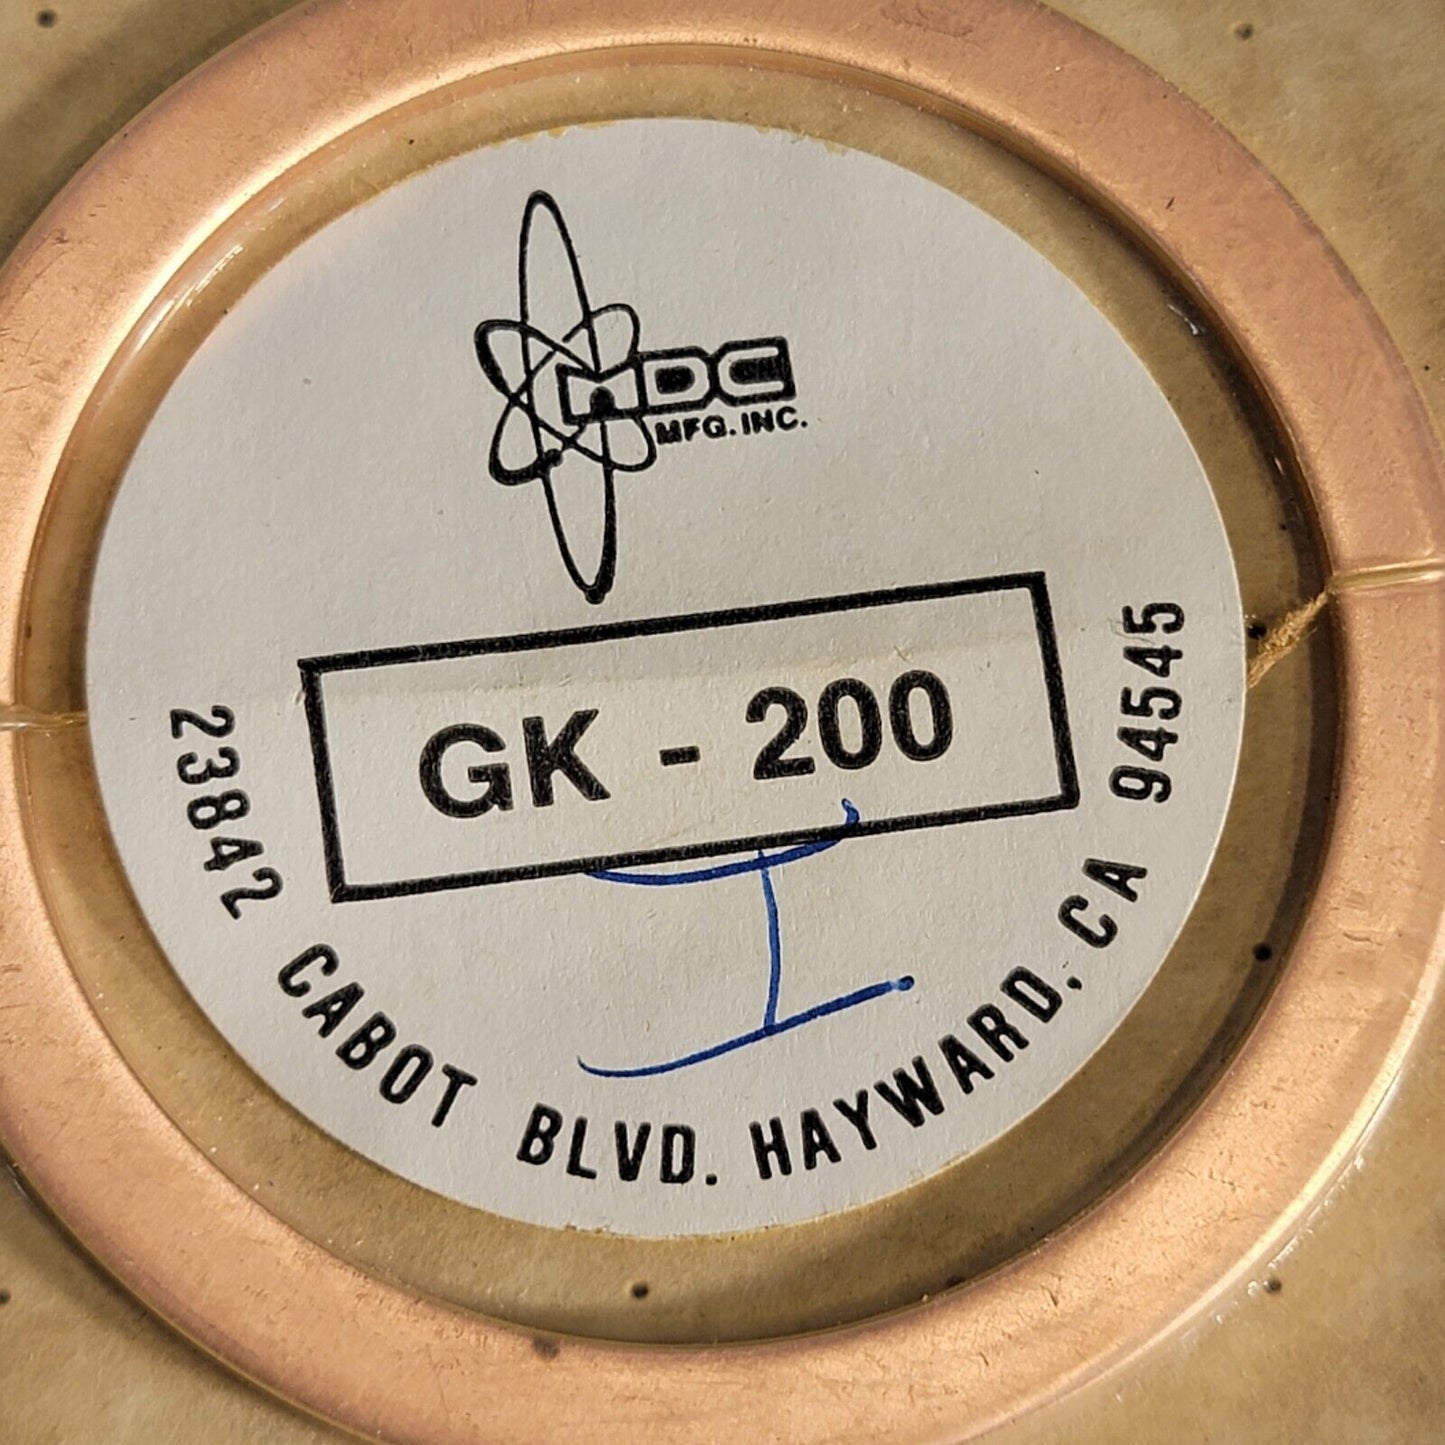 MDC
MFG. INC.
GK - 200
I
23842 CABOT BLVD. HAYWARD, CA 94545